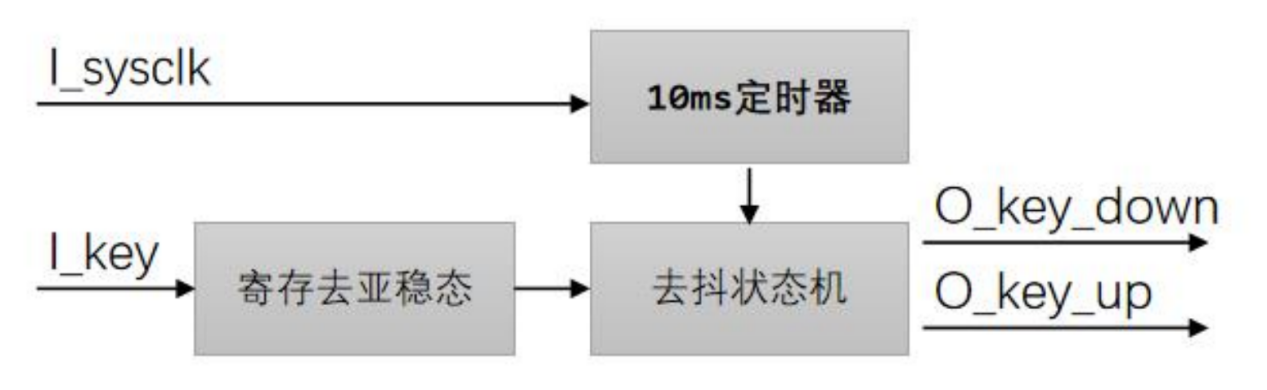 I_sysclk
10ms定时器
I_key
寄存去亚稳态
去抖状态机
O_key_down
O_key_up